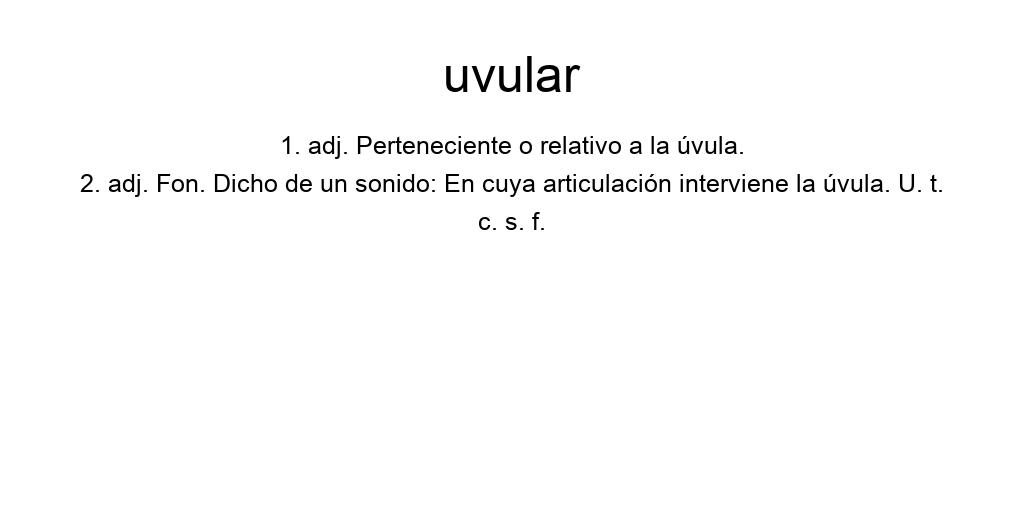 uvular
1. adj. Perteneciente o relativo a la úvula.
2. adj. Fon. Dicho de un sonido: En cuya articulación interviene la úvula. U. t.
c. s. f.